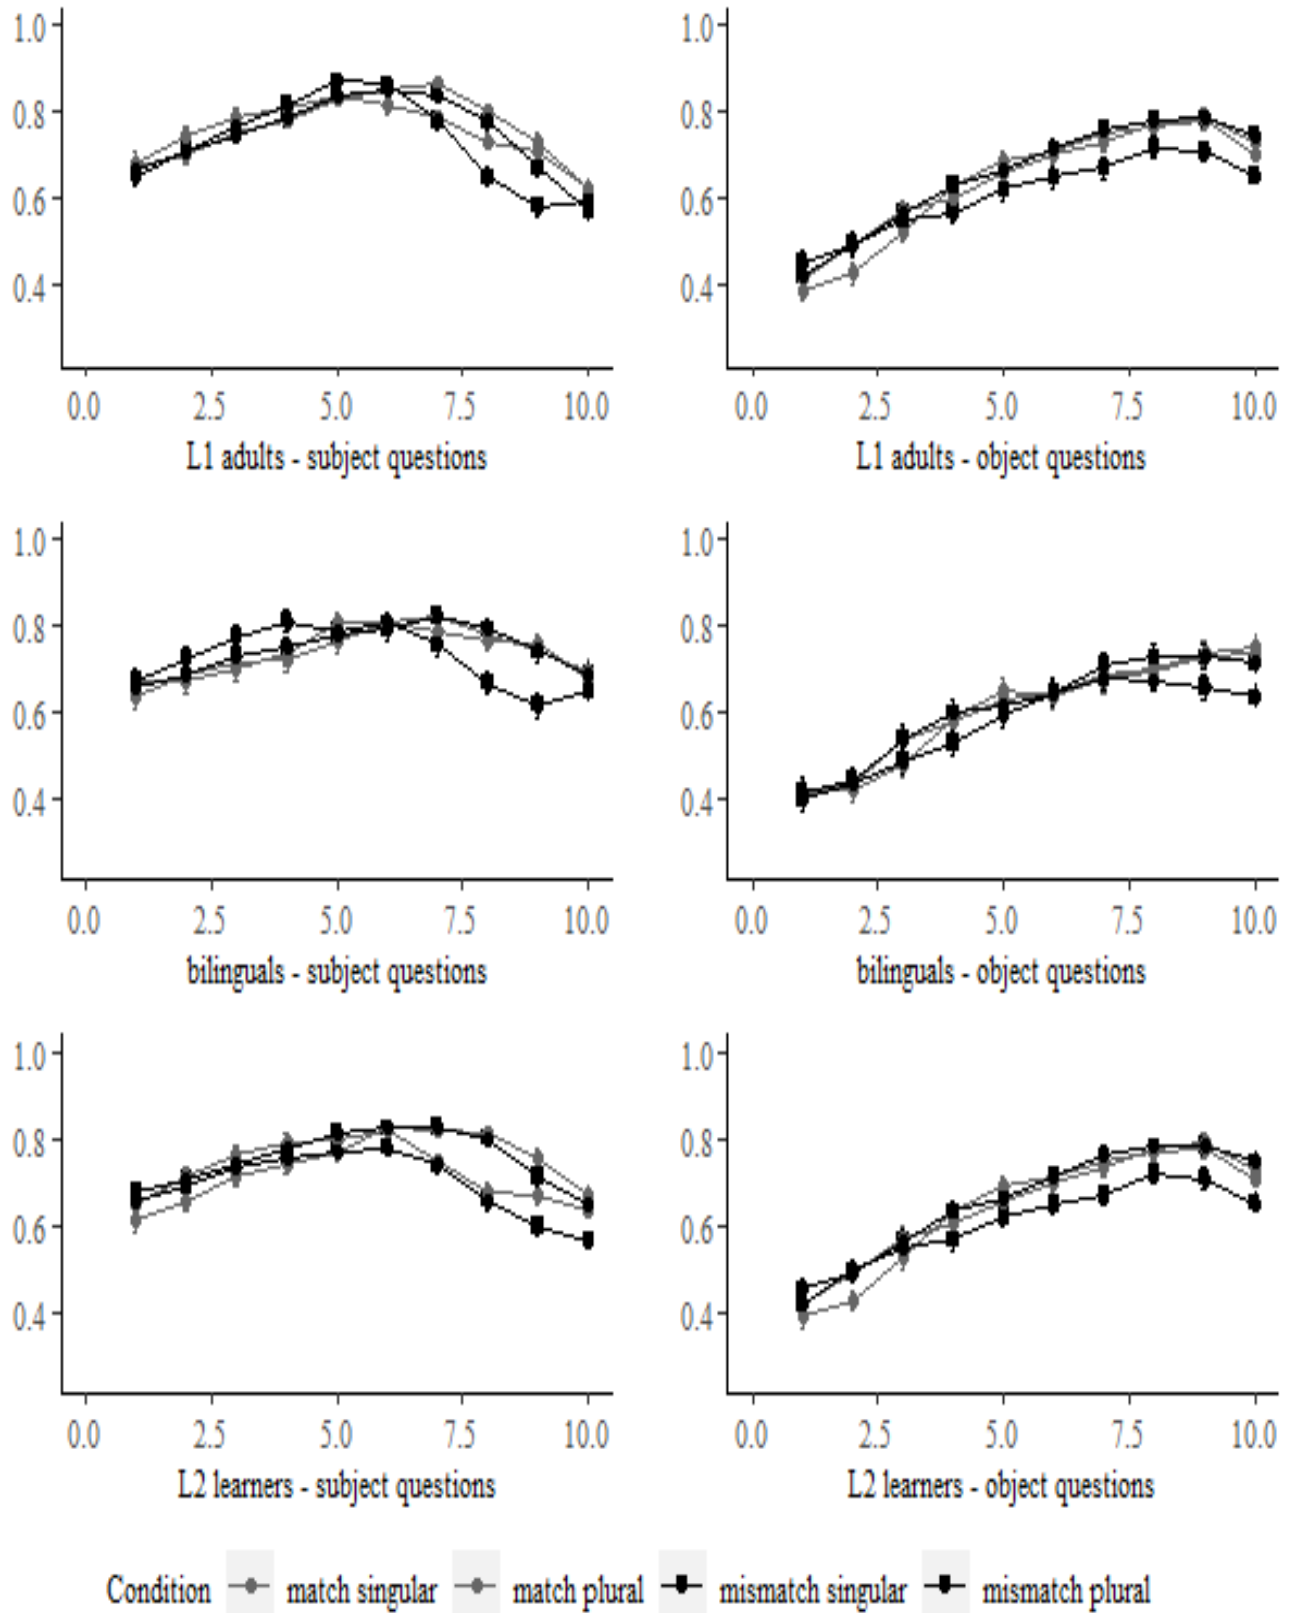 1.0
0.8
0.6
0.4
0.0 2.5 5.0 7.5 10.0
L1 adults - subject questions
1.0
0.8
0.6
0.4
0.0 2.5 5.0 7.5 10.0
L1 adults - object questions
1.0
0.8
0.6
0.4
0.0 2.5 5.0 7.5 10.0
bilinguals - subject questions
1.0
0.8
0.6
0.4
0.0 2.5 5.0 7.5 10.0
bilinguals - object questions
1.0
0.8
0.6
0.4
0.0 2.5 5.0 7.5 10.0
L2 learners - subject questions
1.0
0.8
0.6
0.4
0.0 2.5 5.0 7.5 10.0
L2 learners - object questions
Condition match singular match plural mismatch singular mismatch plural